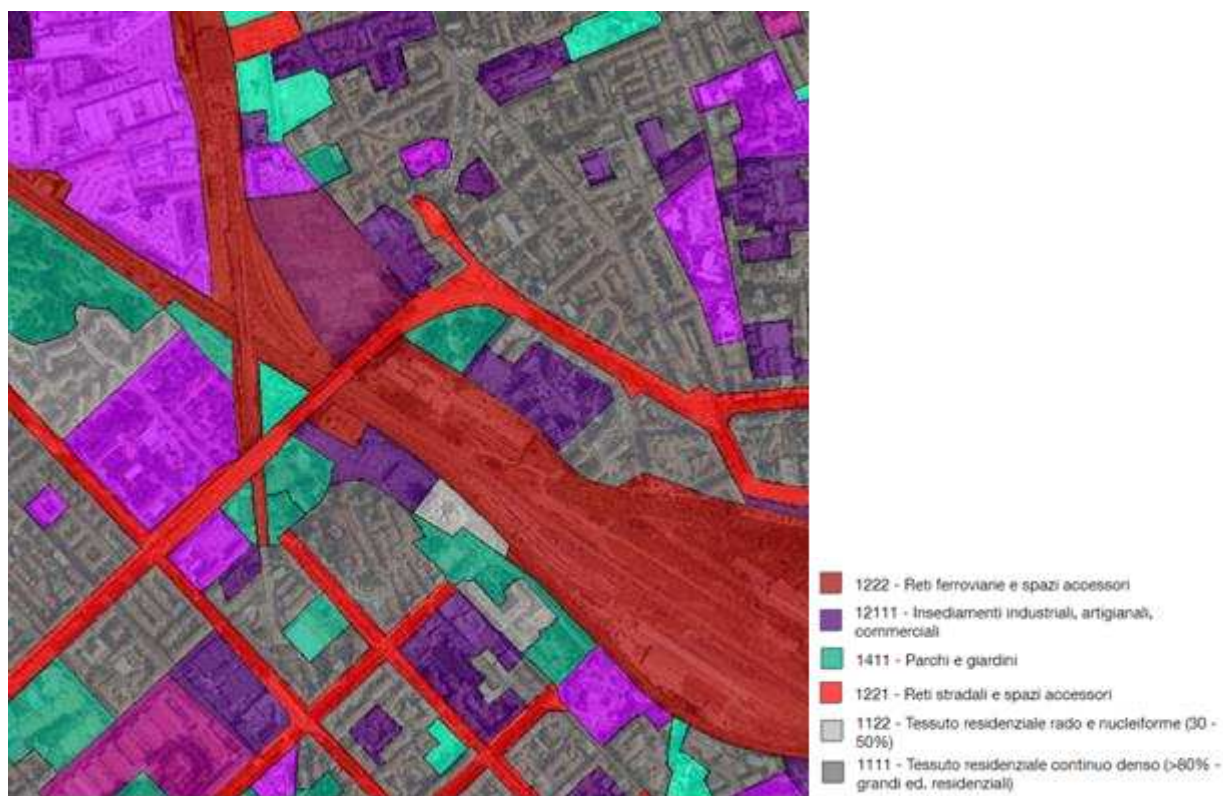 1222 - Reti ferroviarie e spazi accessori
12111 - Insediamenti industriali, artigianali,
commerciali
1411 - Parchi e giardini
1221 - Reti stradali e spazi accessori
1122 - Tessuto residenziale rado e nucleiforme (30 -
50%)
1111 - Tessuto residenziale continuo denso (>80% -
grandi ed. residenziali)